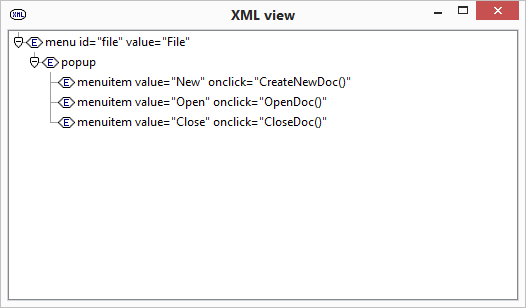 XML
XML view
E menu id="file" value="File"
E popup
E menuitem value="New" onclick="CreateNewDoc()"
E menuitem value="Open" onclick="OpenDoc()"
E menuitem value="Close" onclick="CloseDoc()"